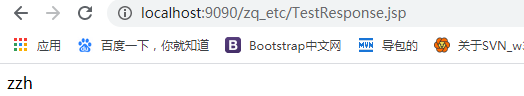 localhost:9090/zq_etc/TestResponse.jsp
应用 百度一下，你就知道 B Bootstrap中文网 MVN 导包的 关于SVN_w3
zzh